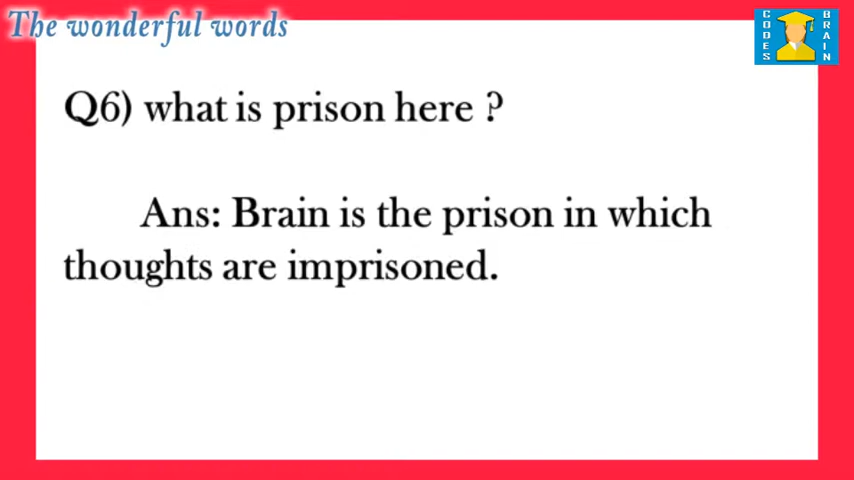 The wonderful words
CODES BRAIN
Q6) what is prison here ?
Ans: Brain is the prison in which
thoughts are imprisoned.